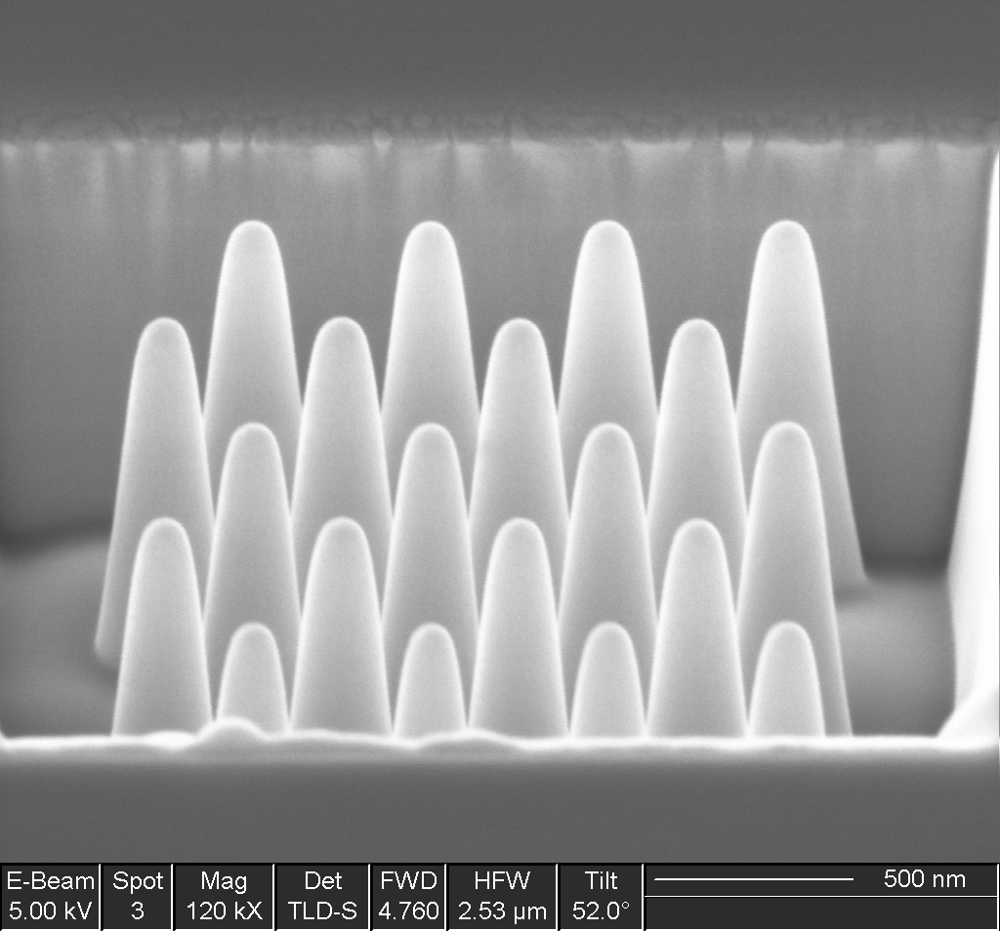 E-Beam Spot Mag Det FWD HFW Tilt 500 nm
5.00 kV 3 120 kX TLD-S 4.760 2.53 µm 52.0°